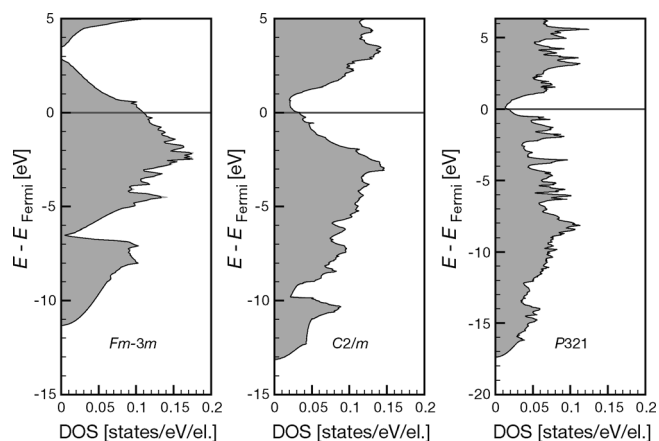 5
0
-5
-10
-15
E - E Fermi [eV]
Fm-3m
0 0.05 0.1 0.15 0.2
DOS [states/eV/el.]
5
0
-5
-10
-15
E - E Fermi [eV]
C2/m
0 0.05 0.1 0.15 0.2
DOS [states/eV/el.]
5
0
-5
-10
-15
-20
E - E Fermi [eV]
P321
0 0.05 0.1 0.15 0.2
DOS [states/eV/el.]